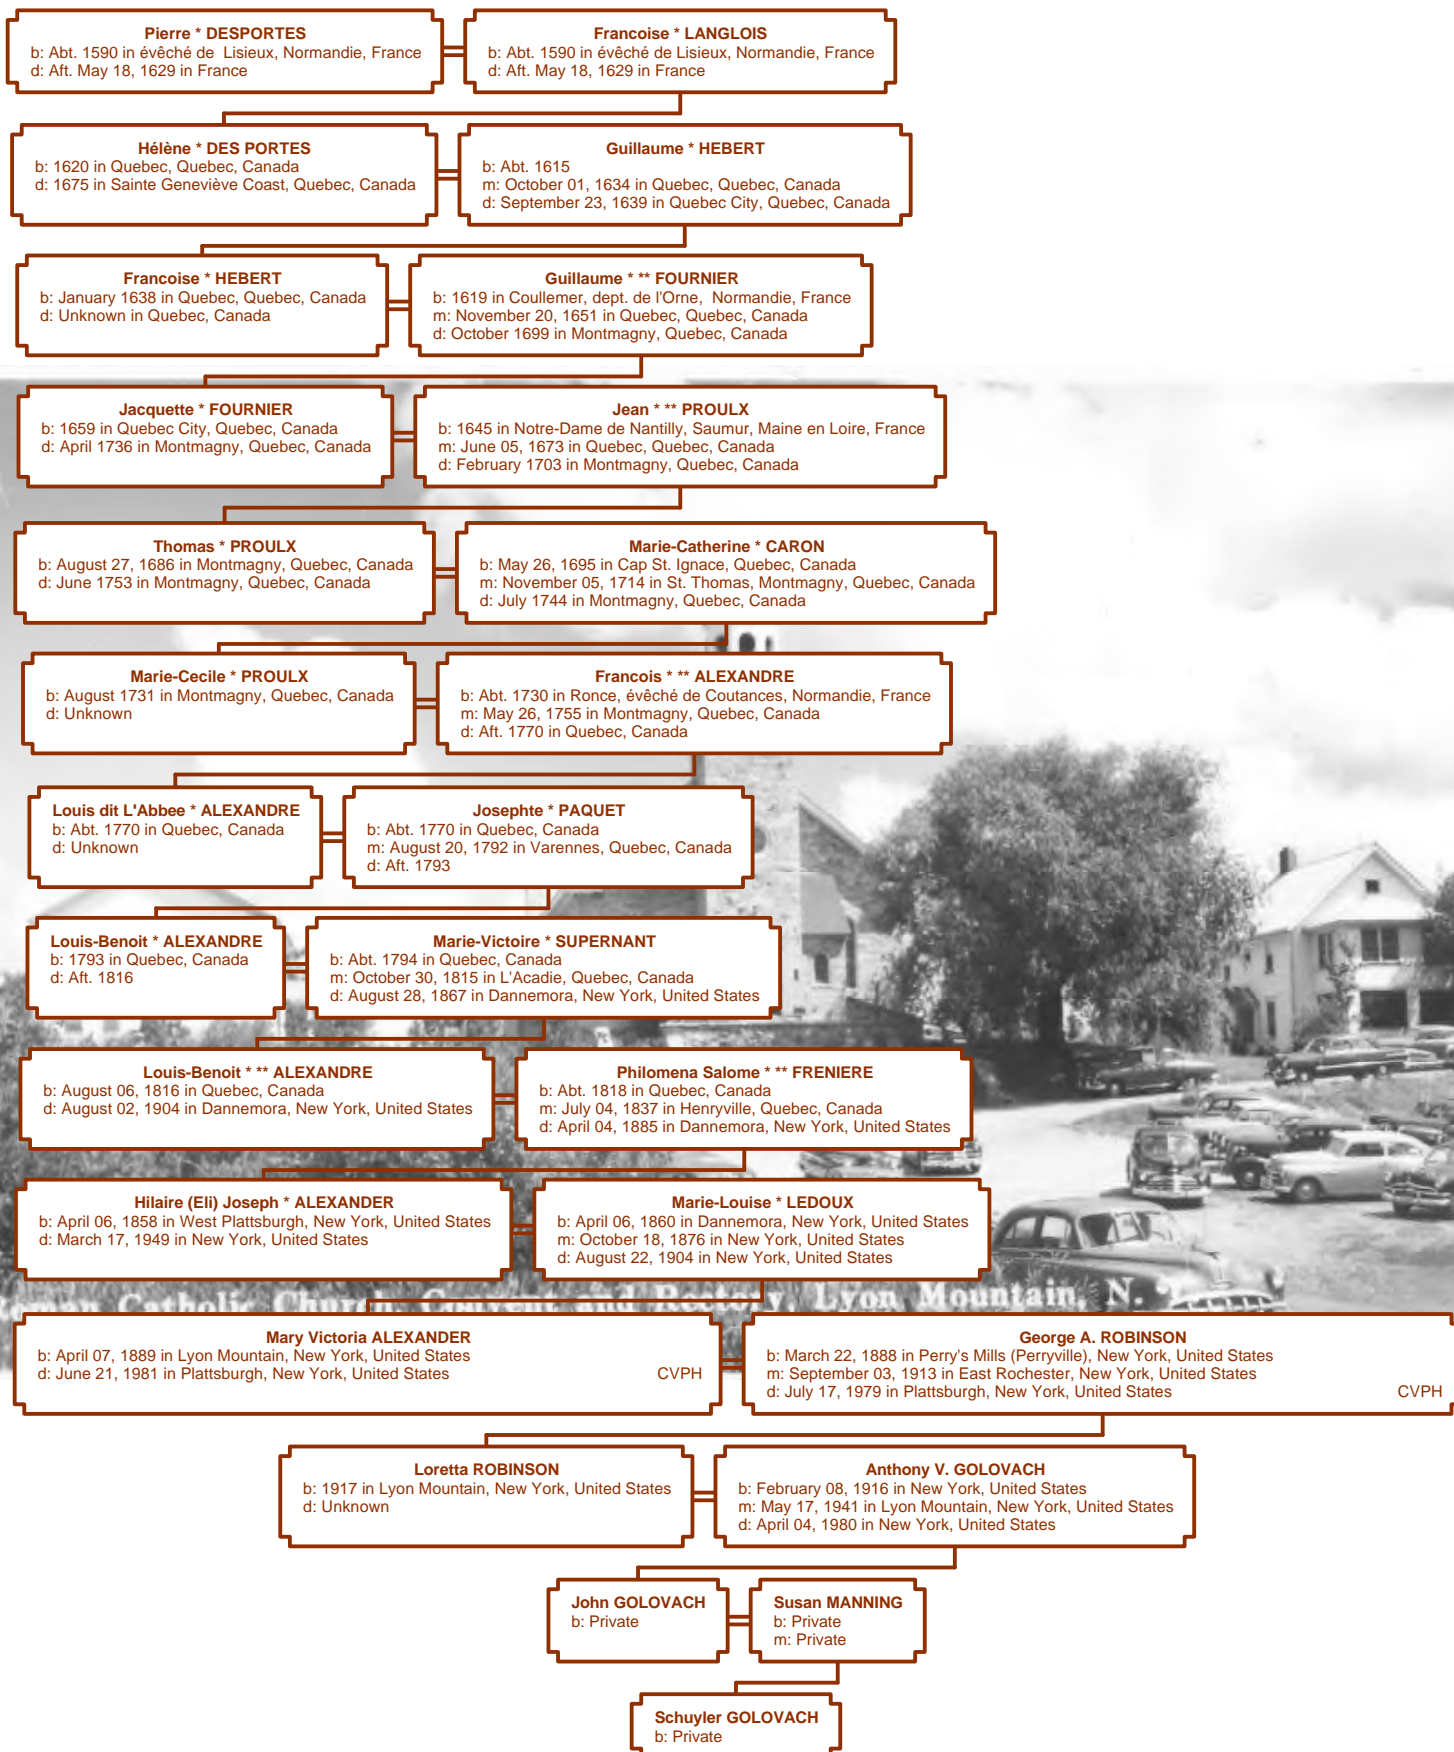 Pierre * DESPORTES
b: Abt. 1590 in évêché de Lisieux, Normandie, France
d: Aft. May 18, 1629 in France
Francoise * LANGLOIS
b: Abt. 1590 in évêché de Lisieux, Normandie, France
d: Aft. May 18, 1629 in France
Hélène * DES PORTES
b: 1620 in Quebec, Quebec, Canada
d: 1675 in Sainte Geneviève Coast, Quebec, Canada
Guillaume * HEBERT
b: Abt. 1615
m: October 01, 1634 in Quebec, Quebec, Canada
d: September 23, 1639 in Quebec City, Quebec, Canada
Francoise * HEBERT
b: January 1638 in Quebec, Quebec, Canada
d: Unknown in Quebec, Canada
Guillaume * ** FOURNIER
b: 1619 in Coullemer, dept. de l'Orne, Normandie, France
m: November 20, 1651 in Quebec, Quebec, Canada
d: October 1699 in Montmagny, Quebec, Canada
Jacquette * FOURNIER
b: 1659 in Quebec City, Quebec, Canada
d: April 1736 in Montmagny, Quebec, Canada
Jean * ** PROULX
b: 1645 in Notre-Dame de Nantilly, Saumur, Maine en Loire, France
m: June 05, 1673 in Quebec, Quebec, Canada
d: February 1703 in Montmagny, Quebec, Canada
Thomas * PROULX
b: August 27, 1686 in Montmagny, Quebec, Canada
d: June 1753 in Montmagny, Quebec, Canada
Marie-Catherine * CARON
b: May 26, 1695 in Cap St. Ignace, Quebec, Canada
m: November 05, 1714 in St. Thomas, Montmagny, Quebec, Canada
d: July 1744 in Montmagny, Quebec, Canada
Marie-Cecile * PROULX
b: August 1731 in Montmagny, Quebec, Canada
d: Unknown
Francois * ** ALEXANDRE
b: Abt. 1730 in Ronce, évêché de Coutances, Normandie, France
m: May 26, 1755 in Montmagny, Quebec, Canada
d: Aft. 1770 in Quebec, Canada
Louis dit L'Abbee * ALEXANDRE
b: Abt. 1770 in Quebec, Canada
d: Unknown
Josephte * PAQUET
b: Abt. 1770 in Quebec, Canada
m: August 20, 1792 in Varennes, Quebec, Canada
d: Aft. 1793
Louis-Benoit * ALEXANDRE
b: 1793 in Quebec, Canada
d: Aft. 1816
Marie-Victoire * SUPERNANT
b: Abt. 1794 in Quebec, Canada
m: October 30, 1815 in L'Acadie, Quebec, Canada
d: August 28, 1867 in Dannemora, New York, United States
Louis-Benoit * ** ALEXANDRE
b: August 06, 1816 in Quebec, Canada
d: August 02, 1904 in Dannemora, New York, United States
Philomena Salome * ** FRENIERE
b: Abt. 1818 in Quebec, Canada
m: July 04, 1837 in Henryville, Quebec, Canada
d: April 04, 1885 in Dannemora, New York, United States
Hilaire (Eli) Joseph * ALEXANDER
b: April 06, 1858 in West Plattsburgh, New York, United States
d: March 17, 1949 in New York, United States
Marie-Louise * LEDOUX
b: April 06, 1860 in Dannemora, New York, United States
m: October 18, 1876 in New York, United States
d: August 22, 1904 in New York, United States
Catholic Church, Convent and Rectory, Lyon Mountain, N.
Mary Victoria ALEXANDER
b: April 07, 1889 in Lyon Mountain, New York, United States
d: June 21, 1981 in Plattsburgh, New York, United States CVPH
George A. ROBINSON
b: March 22, 1888 in Perry's Mills (Perryville), New York, United States
m: September 03, 1913 in East Rochester, New York, United States
d: July 17, 1979 in Plattsburgh, New York, United States CVPH
Loretta ROBINSON
b: 1917 in Lyon Mountain, New York, United States
d: Unknown
Anthony V. GOLOVACH
b: February 08, 1916 in New York, United States
m: May 17, 1941 in Lyon Mountain, New York, United States
d: April 04, 1980 in New York, United States
John GOLOVACH
b: Private
Susan MANNING
b: Private
m: Private
Schuyler GOLOVACH
b: Private